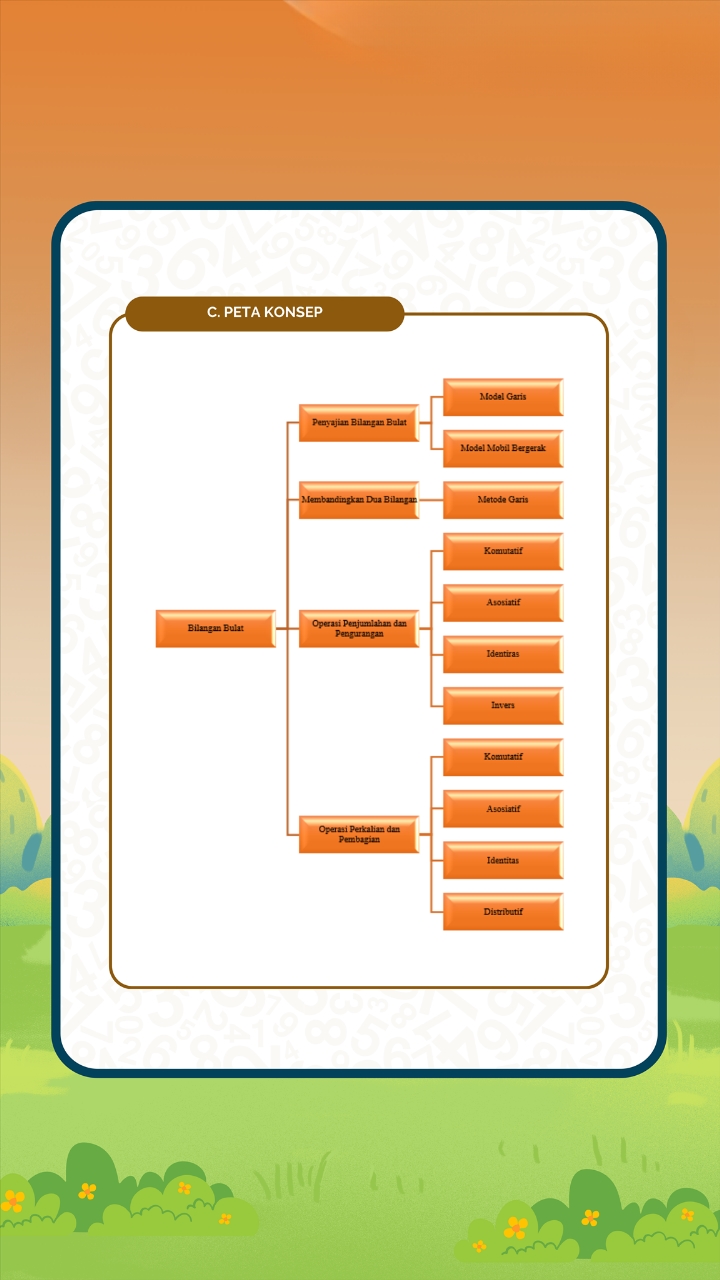 C. PETA KONSEP
Bilangan Bulat
Penyajian Bilangan Bulat
Model Garis
Model Mobil Bergerak
Membandingkan Dua Bilangan
Metode Garis
Operasi Penjumlahan dan
Pengurangan
Komutatif
Asosiatif
Identiras
Invers
Operasi Perkalian dan
Pembagian
Komutatif
Asosiatif
Identitas
Distributif